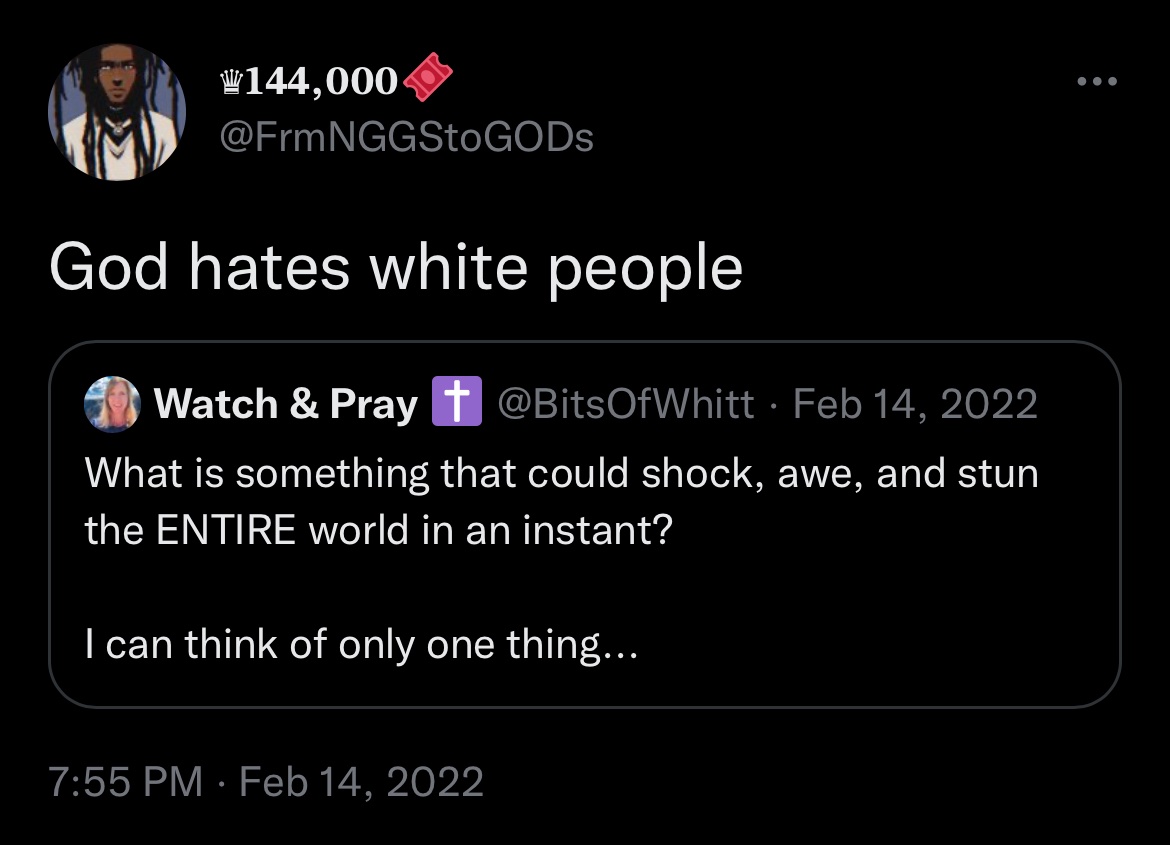 ♛144,000🎟
@FrmNGGStoGODs
God hates white people
Watch & Pray ✝ @BitsOfWhitt · Feb 14, 2022
What is something that could shock, awe, and stun
the ENTIRE world in an instant?
I can think of only one thing...
7:55 PM · Feb 14, 2022